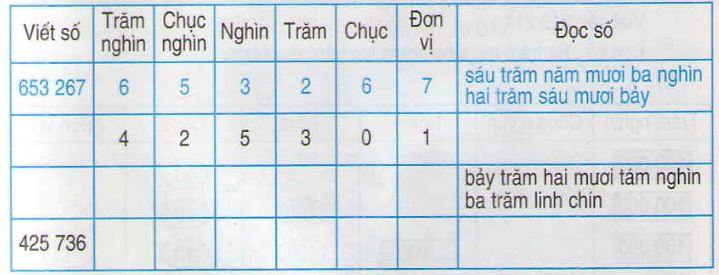 Viết số Trăm nghìn Chục nghìn Nghìn Trăm Chục Đơn vị Đọc số
653 267 6 5 3 2 6 7 sáu trăm năm mươi ba nghìn
hai trăm sáu mươi bảy
4 2 5 3 0 1
bảy trăm hai mươi tám nghìn
ba trăm linh chín
425 736